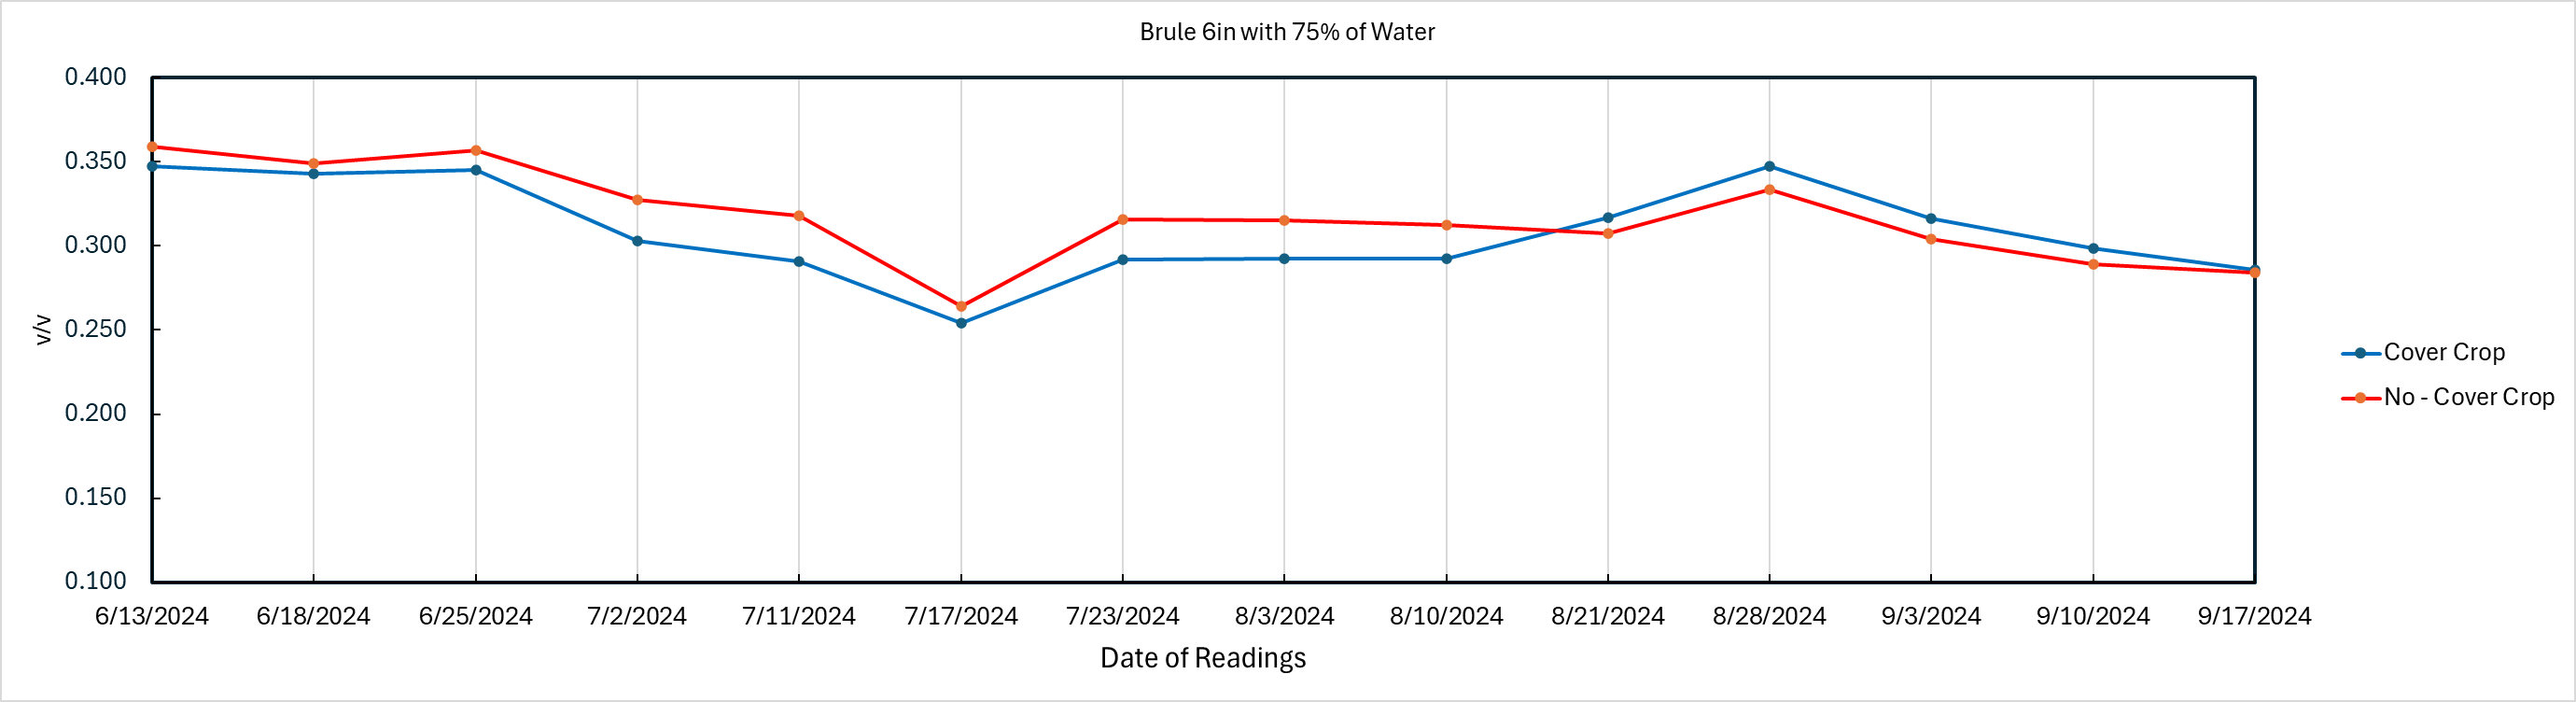 Brule 6in with 75% of Water
0.400
0.350
0.300
0.250
0.200
0.150
0.100
v/v
6/13/2024 6/18/2024 6/25/2024 7/2/2024 7/11/2024 7/17/2024 7/23/2024 8/3/2024 8/10/2024 8/21/2024 8/28/2024 9/3/2024 9/10/2024 9/17/2024
Date of Readings
Cover Crop
No - Cover Crop